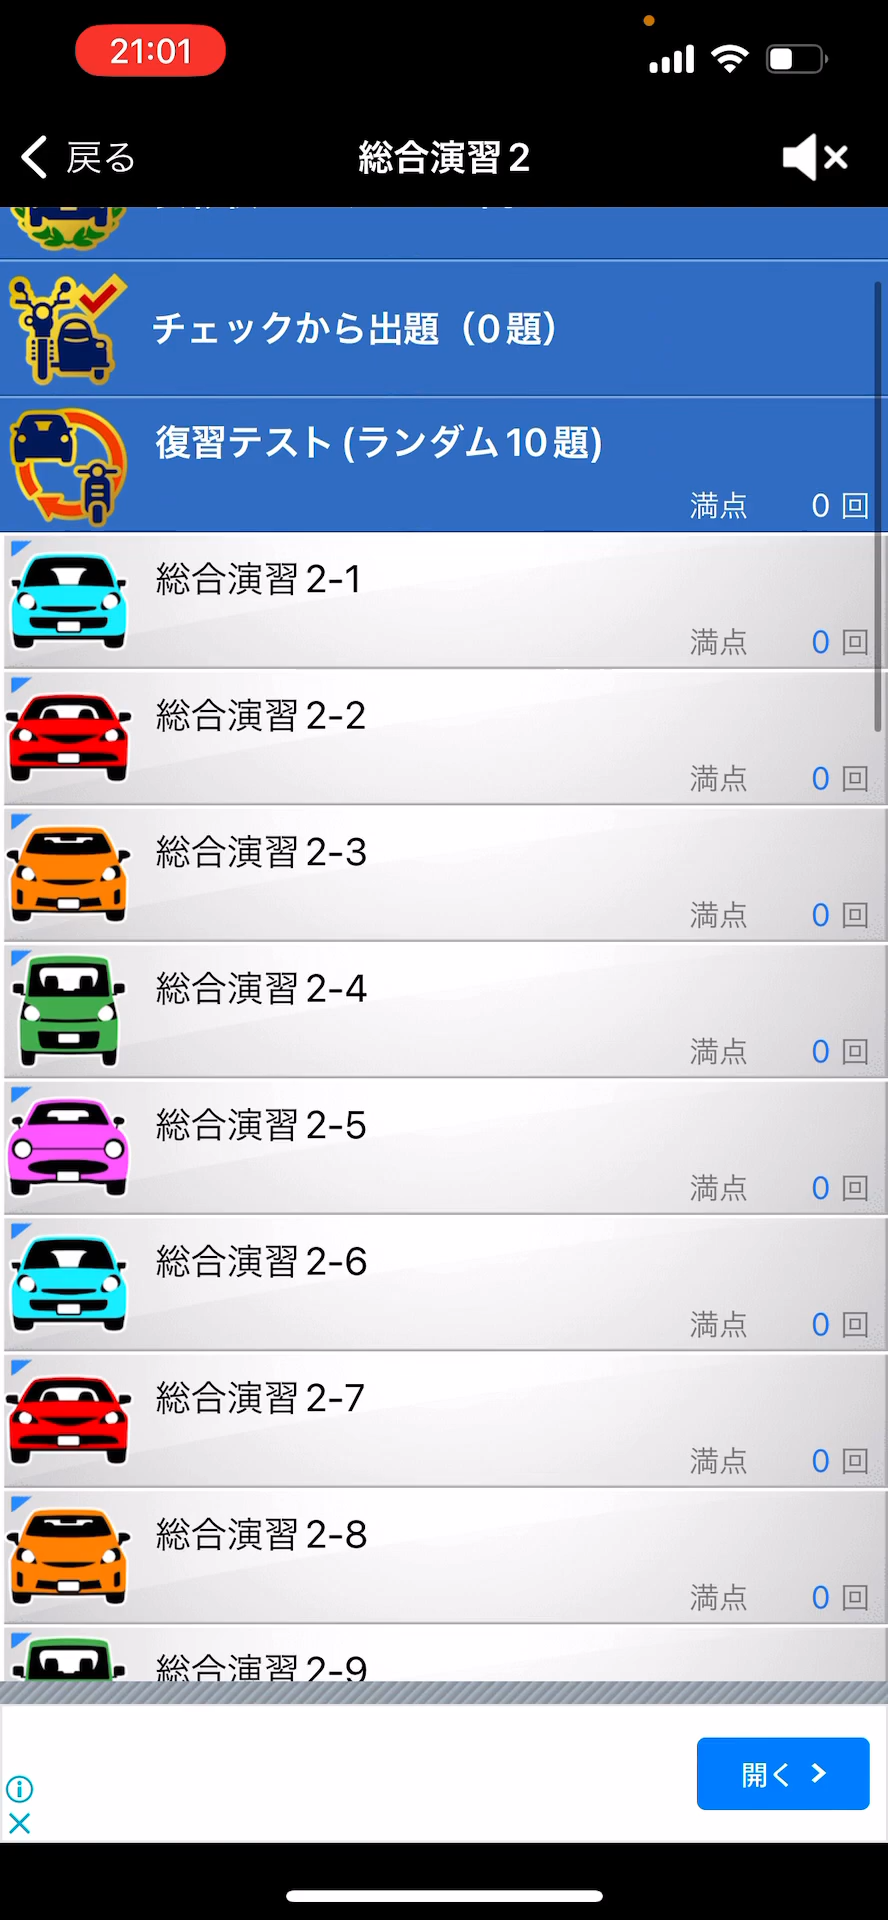 21:01
戻る
総合演習2
チェックから出題（0題）
復習テスト(ランダム10題)
満点 0 回
総合演習2-1
満点 0 回
総合演習2-2
満点 0 回
総合演習2-3
満点 0 回
総合演習2-4
満点 0 回
総合演習2-5
満点 0 回
総合演習2-6
満点 0 回
総合演習2-7
満点 0 回
総合演習2-8
満点 0 回
総合演習2-9
開く